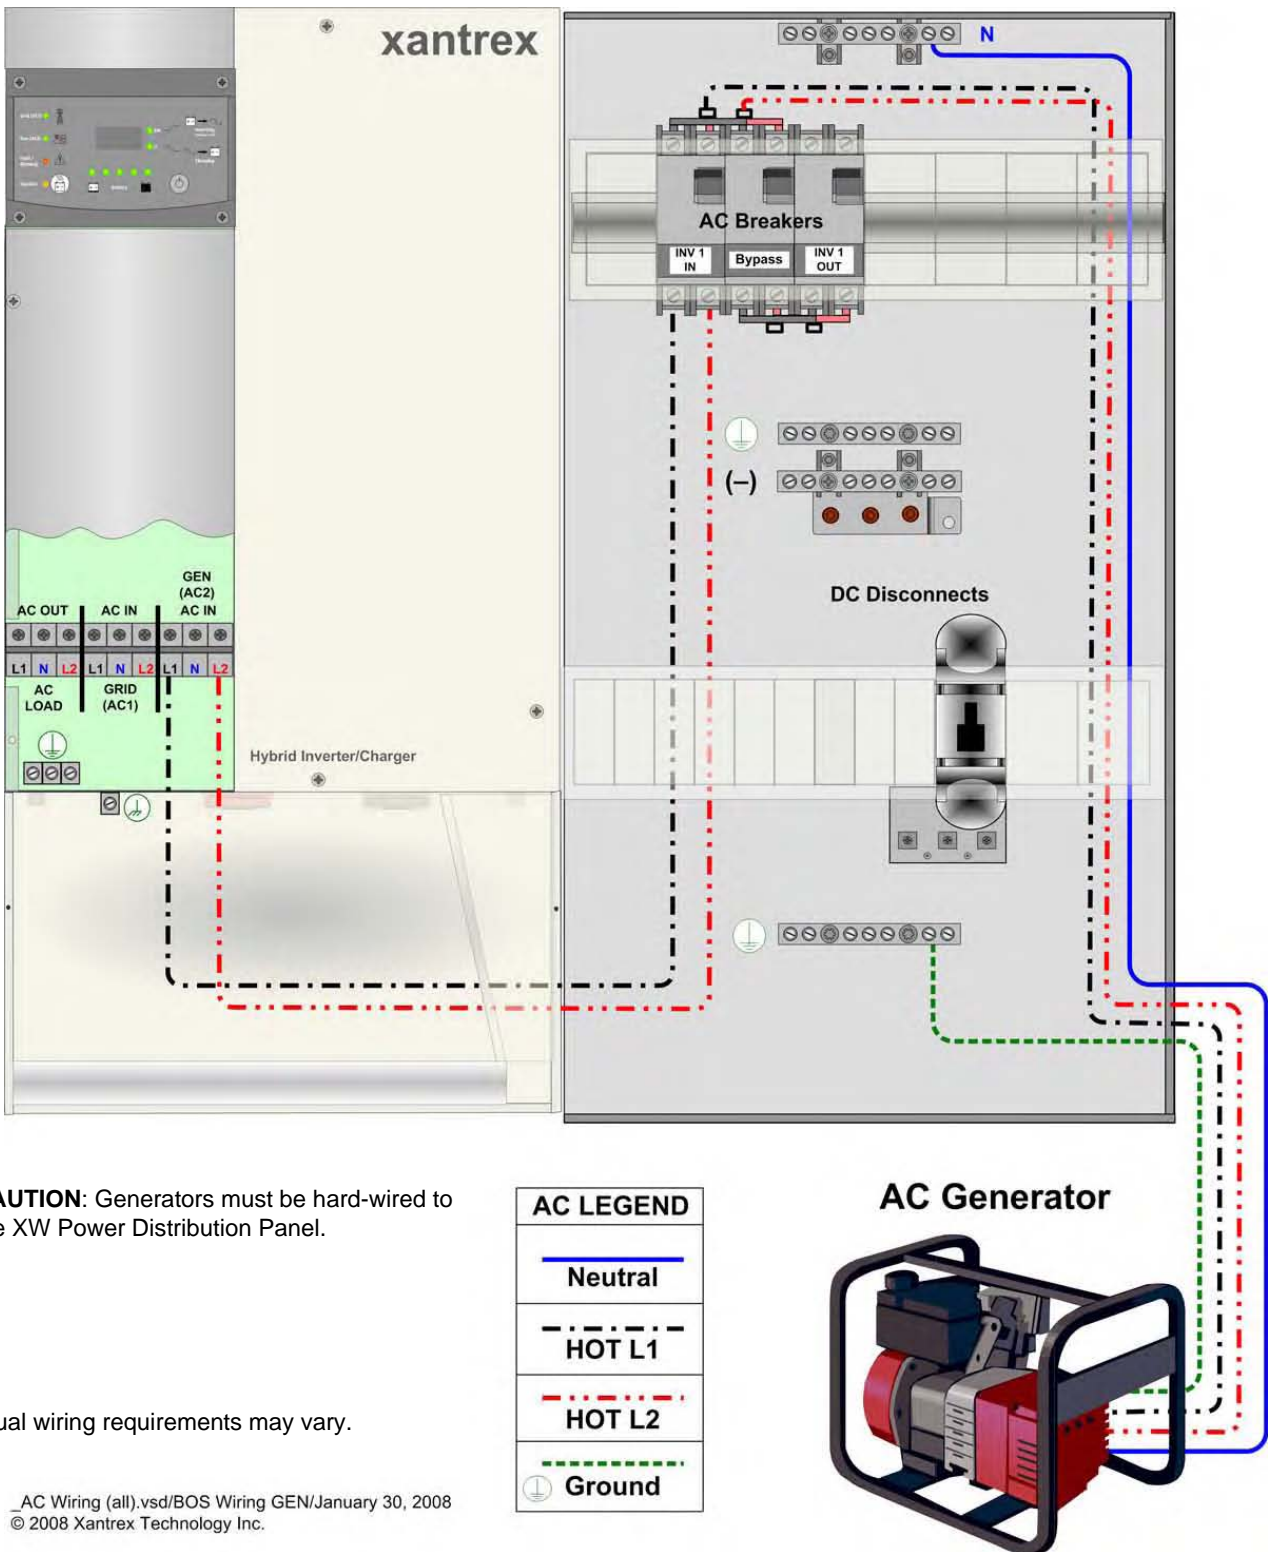 xantrex
N
AC Breakers
INV 1
IN
Bypass
INV 1
OUT
(–)
DC Disconnects
GEN
(AC2)
AC OUT
AC IN
AC IN
L1 N L2 L1 N L2 L1 N L2
AC
LOAD
GRID
(AC1)
Hybrid Inverter/Charger
AUTION: Generators must be hard-wired to
e XW Power Distribution Panel.
ual wiring requirements may vary.
_AC Wiring (all).vsd/BOS Wiring GEN/January 30, 2008
© 2008 Xantrex Technology Inc.
AC LEGEND
Neutral
HOT L1
HOT L2
Ground
AC Generator